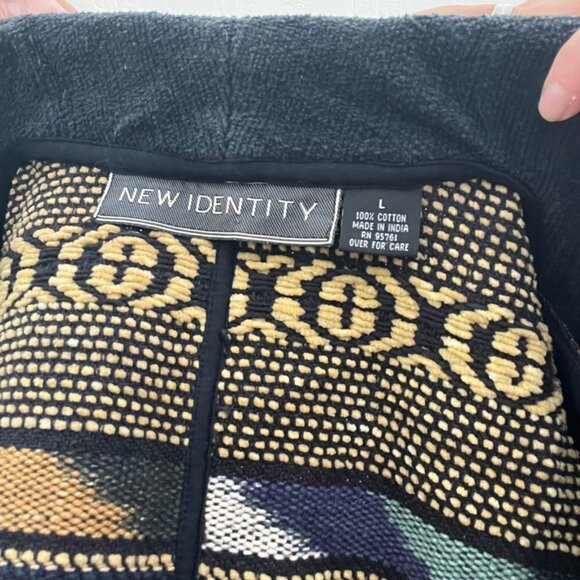 NEW IDENTITY
L
100% COTTON
MADE IN INDIA
RN 95761
OVER FOR CARE